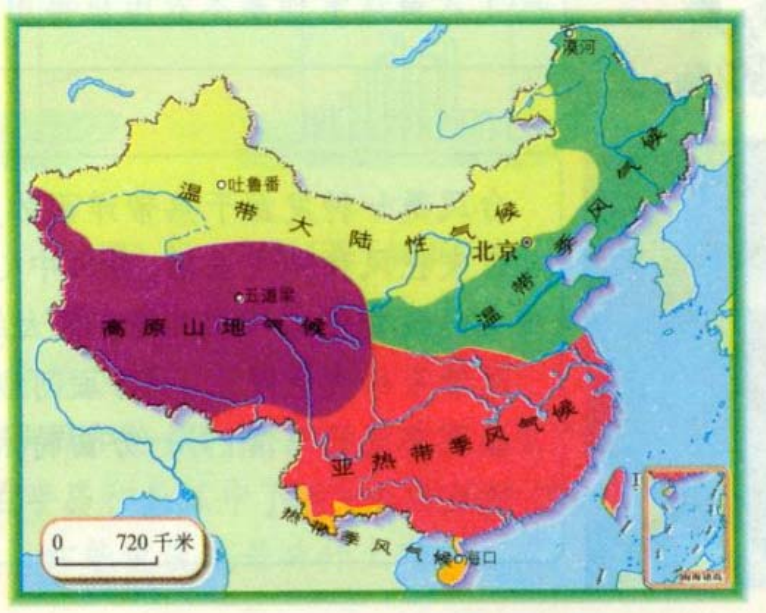 漠河
吐鲁番
温带大陆性气候
北京
温带季风气候
五道梁
高原山地气候
亚热带季风气候
热带季风气候
海口
0 720千米
南海诸岛